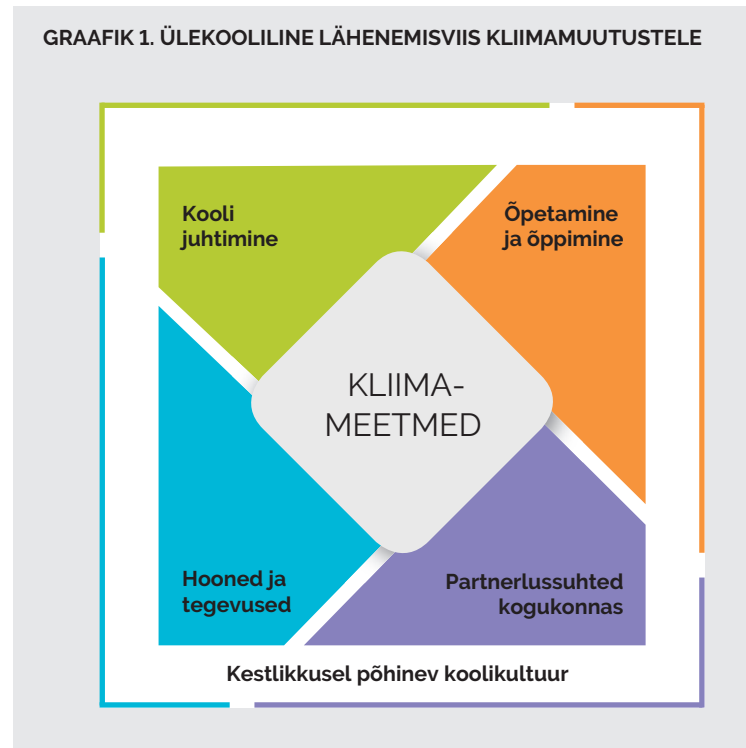 GRAAFIK 1. ÜLEKOOLILINE LÄHENEMISVIIS KLIIMAMUUTUSTELE
Kooli
juhtimine
Õpetamine
ja õppimine
KLIIMA-
MEETMED
Hooned ja
tegevused
Partnerlussuhted
kogukonnas
Kestlikkusel põhinev koolikultuur